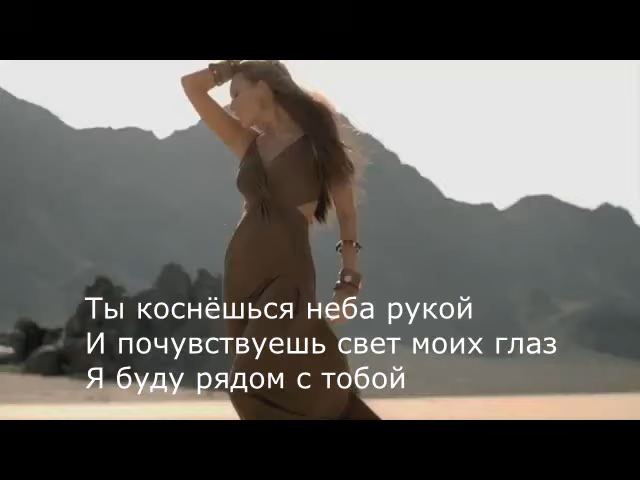 Ты коснёшься неба рукой
И почувствуешь свет моих глаз
Я буду рядом с тобой